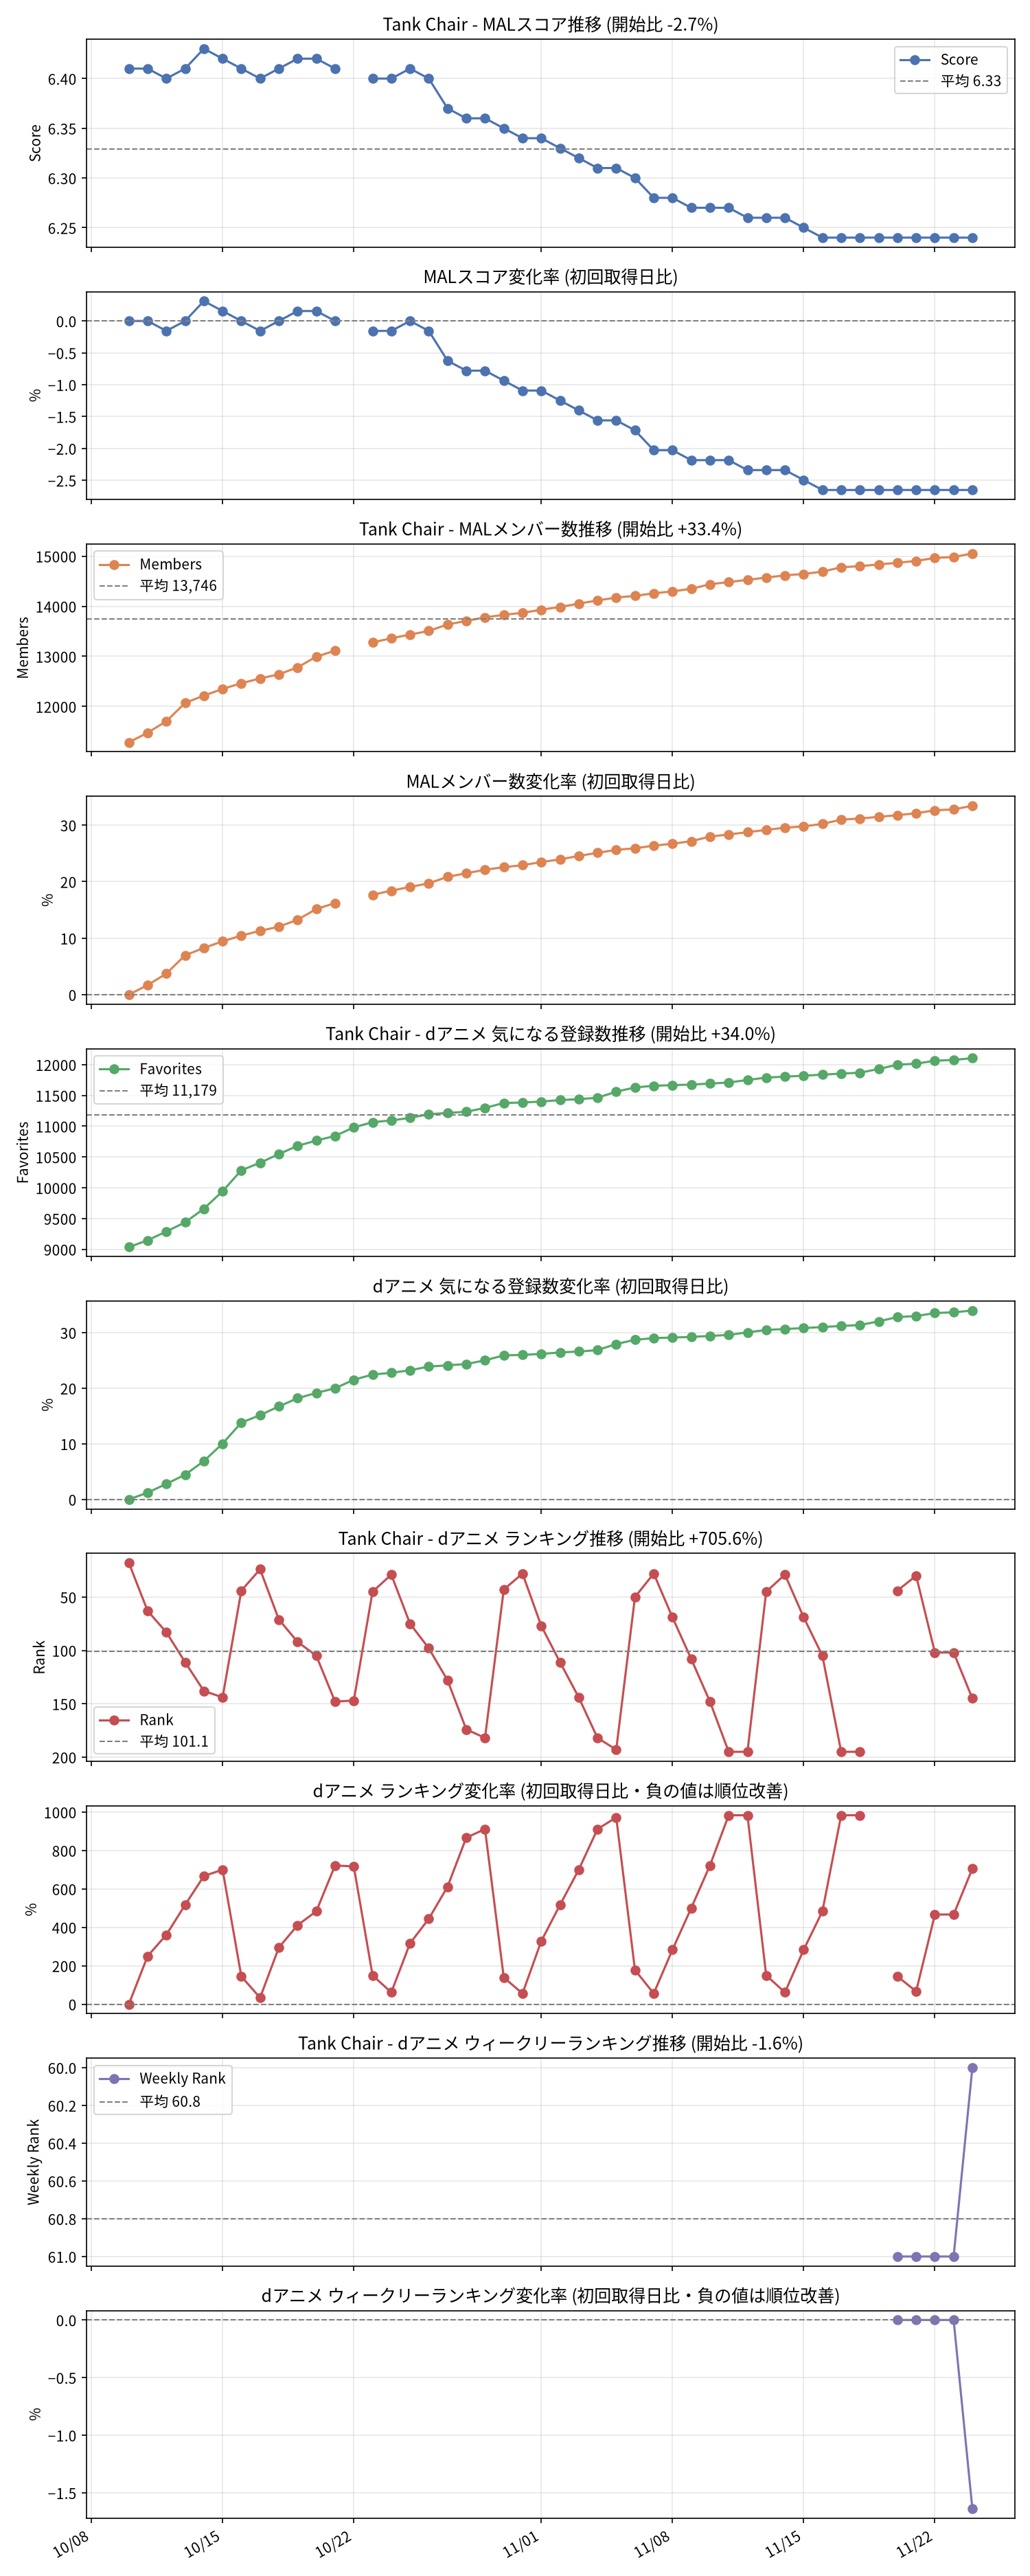 Tank Chair - MALスコア推移 (開始比 -2.7%)
Score
6.40
6.35
6.30
6.25
Score
平均 6.33
MALスコア変化率 (初回取得日比)
%
0.0
−0.5
−1.0
−1.5
−2.0
−2.5
Tank Chair - MALメンバー数推移 (開始比 +33.4%)
Members
15000
14000
13000
12000
Members
平均 13,746
MALメンバー数変化率 (初回取得日比)
%
30
20
10
0
Tank Chair - dアニメ 気になる登録数推移 (開始比 +34.0%)
Favorites
12000
11500
11000
10500
10000
9500
9000
Favorites
平均 11,179
dアニメ 気になる登録数変化率 (初回取得日比)
%
30
20
10
0
Tank Chair - dアニメ ランキング推移 (開始比 +705.6%)
Rank
50
100
150
200
Rank
平均 101.1
dアニメ ランキング変化率 (初回取得日比・負の値は順位改善)
%
1000
800
600
400
200
0
Tank Chair - dアニメ ウィークリーランキング推移 (開始比 -1.6%)
Weekly Rank
60.0
60.2
60.4
60.6
60.8
61.0
Weekly Rank
平均 60.8
dアニメ ウィークリーランキング変化率 (初回取得日比・負の値は順位改善)
%
0.0
−0.5
−1.0
−1.5
10/08
10/15
10/22
11/01
11/08
11/15
11/22